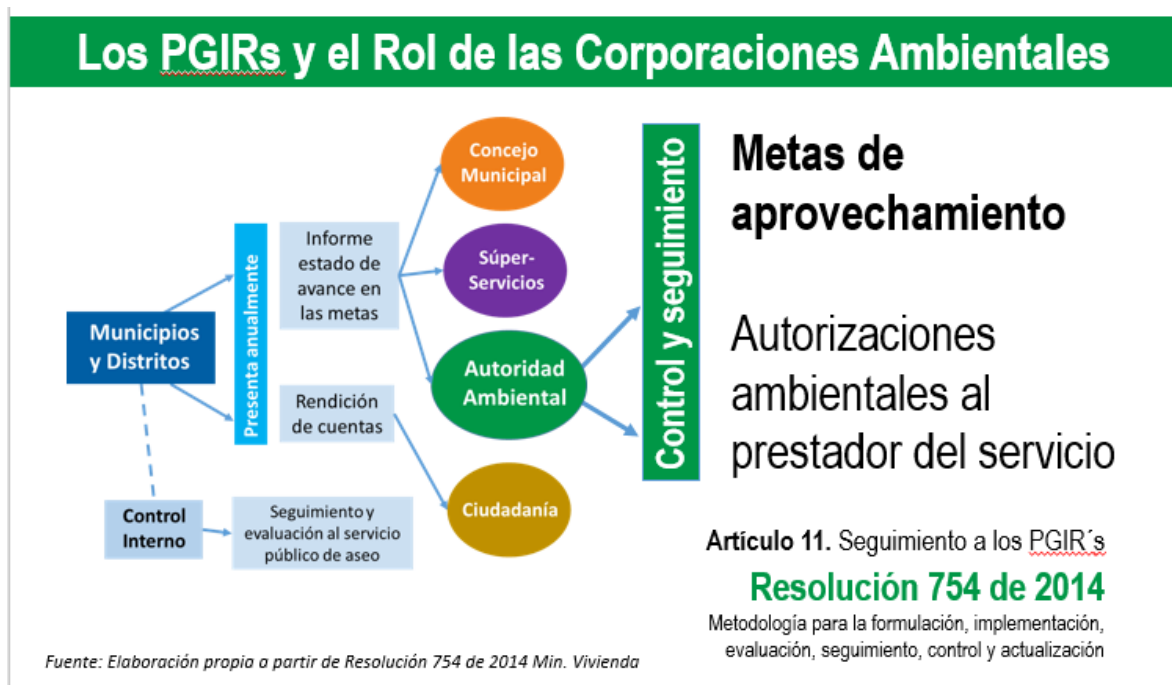 Los PGIRs y el Rol de las Corporaciones Ambientales
Municipios
y Distritos
Control
Interno
Presenta anualmente
Informe
estado de
avance en
las metas
Rendición
de cuentas
Seguimiento y
evaluación al servicio
público de aseo
Concejo
Municipal
Súper-
Servicios
Autoridad
Ambiental
Ciudadanía
Control y seguimiento
Metas de
aprovechamiento
Autorizaciones
ambientales al
prestador del servicio
Artículo 11. Seguimiento a los PGIR´s
Resolución 754 de 2014
Metodología para la formulación, implementación,
evaluación, seguimiento, control y actualización
Fuente: Elaboración propia a partir de Resolución 754 de 2014 Min. Vivienda